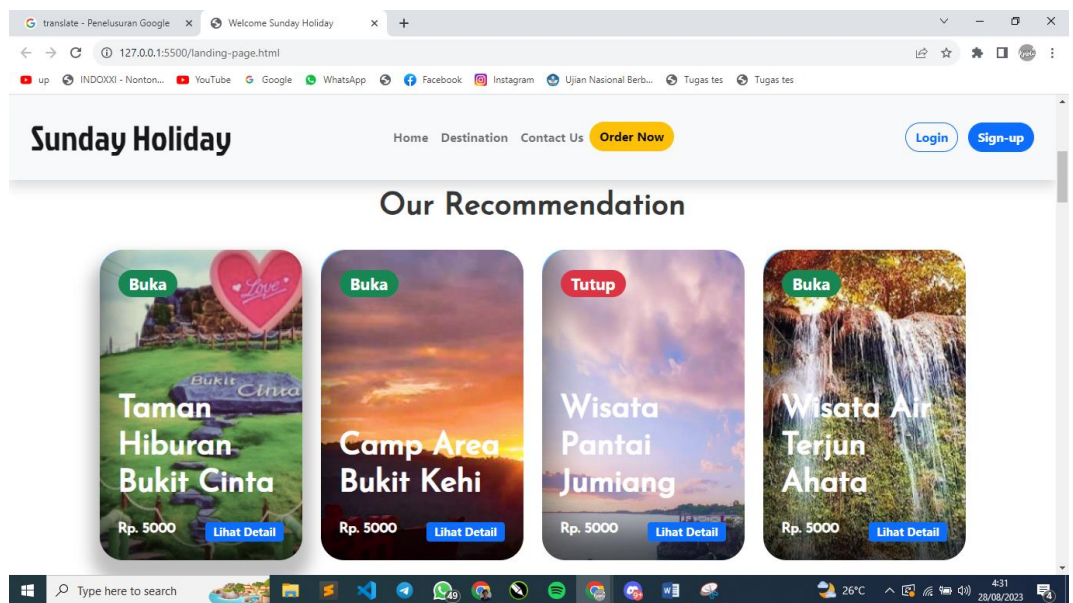 translate - Penelusuran Google
Welcome Sunday Holiday
127.0.0.1:5500/landing-page.html
up INDOXXI - Nonton... YouTube Google WhatsApp Facebook Instagram Ujian Nasional Berb... Tugas tes Tugas tes
Sunday Holiday
Home Destination Contact Us Order Now
Login Sign-up
Our Recommendation
Buka
Love
Bukit Cinta
Taman
Hiburan
Bukit Cinta
Rp. 5000 Lihat Detail
Buka
Camp Area
Bukit Kehi
Rp. 5000 Lihat Detail
Tutup
Wisata
Pantai
Jumiang
Rp. 5000 Lihat Detail
Buka
Wisata Air
Terjun
Ahata
Rp. 5000 Lihat Detail
Type here to search
49
26°C
4:31
28/08/2023